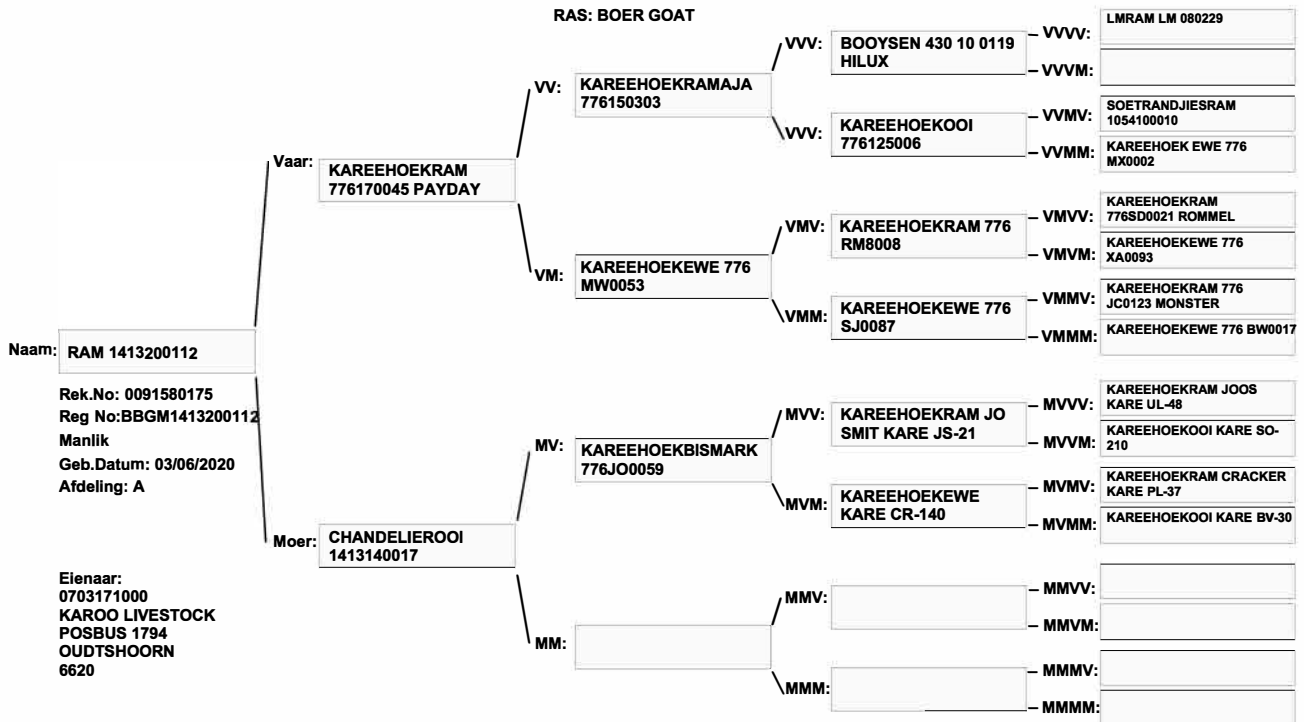 RAS: BOER GOAT
Naam: RAM 1413200112
Rek.No: 0091580175
Reg No:BBGM1413200112
Manlik
Geb.Datum: 03/06/2020
Afdeling: A
Eienaar:
0703171000
KAROO LIVESTOCK
POSBUS 1794
OUDTSHOORN
6620
Vaar: KAREEHOEKRAM
776170045 PAYDAY
Moer: CHANDELIEROOI
1413140017
VV: KAREEHOEKRAMAJA
776150303
VM: KAREEHOEKEWE 776
MW0053
MV: KAREEHOEKBISMARK
776JO0059
MM:
VVV: BOOYSEN 430 10 0119
HILUX
VVV: KAREEHOEKOOI
776125006
VMV: KAREEHOEKRAM 776
RM8008
VMM: KAREEHOEKEWE 776
SJ0087
MVV: KAREEHOEKRAM JO
SMIT KARE JS-21
MVM: KAREEHOEKEWE
KARE CR-140
MMV:
MMM:
VVVV: LMRAM LM 080229
VVVM:
VVMV: SOETRANDJIESRAM
1054100010
VVMM: KAREEHOEK EWE 776
MX0002
VMVV: KAREEHOEKRAM
776SD0021 ROMMEL
VMVM: KAREEHOEKEWE 776
XA0093
VMMV: KAREEHOEKRAM 776
JC0123 MONSTER
VMMM: KAREEHOEKEWE 776 BW0017
MVVV: KAREEHOEKRAM JOOS
KARE UL-48
MVVM: KAREEHOEKOOI KARE SO-
210
MVMV: KAREEHOEKRAM CRACKER
KARE PL-37
MVMM: KAREEHOEKOOI KARE BV-30
MMVV:
MMVM:
MMMV:
MMMM: